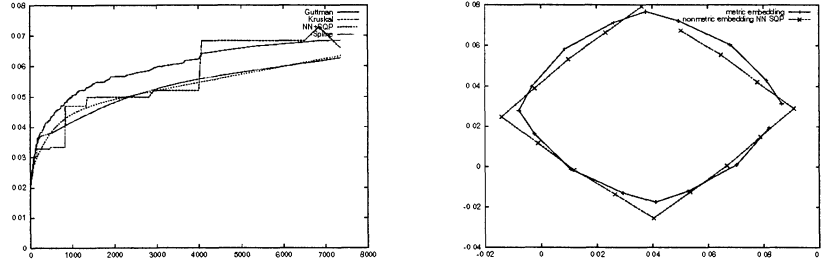 0 08
0 07
0 06
0 05
0 04
0 03
0 02
0 01
0
0 1000 2000 3000 4000 5000 6000 7000 8000
Guttman
Kruskal
NN-SQP
Spline
0 08
0 06
0 04
0 02
0
-0 02
-0 04
-0 02 0 0 02 0 04 0 06 0 08 0 1
metric embedding
nonmetric embedding NN SQP